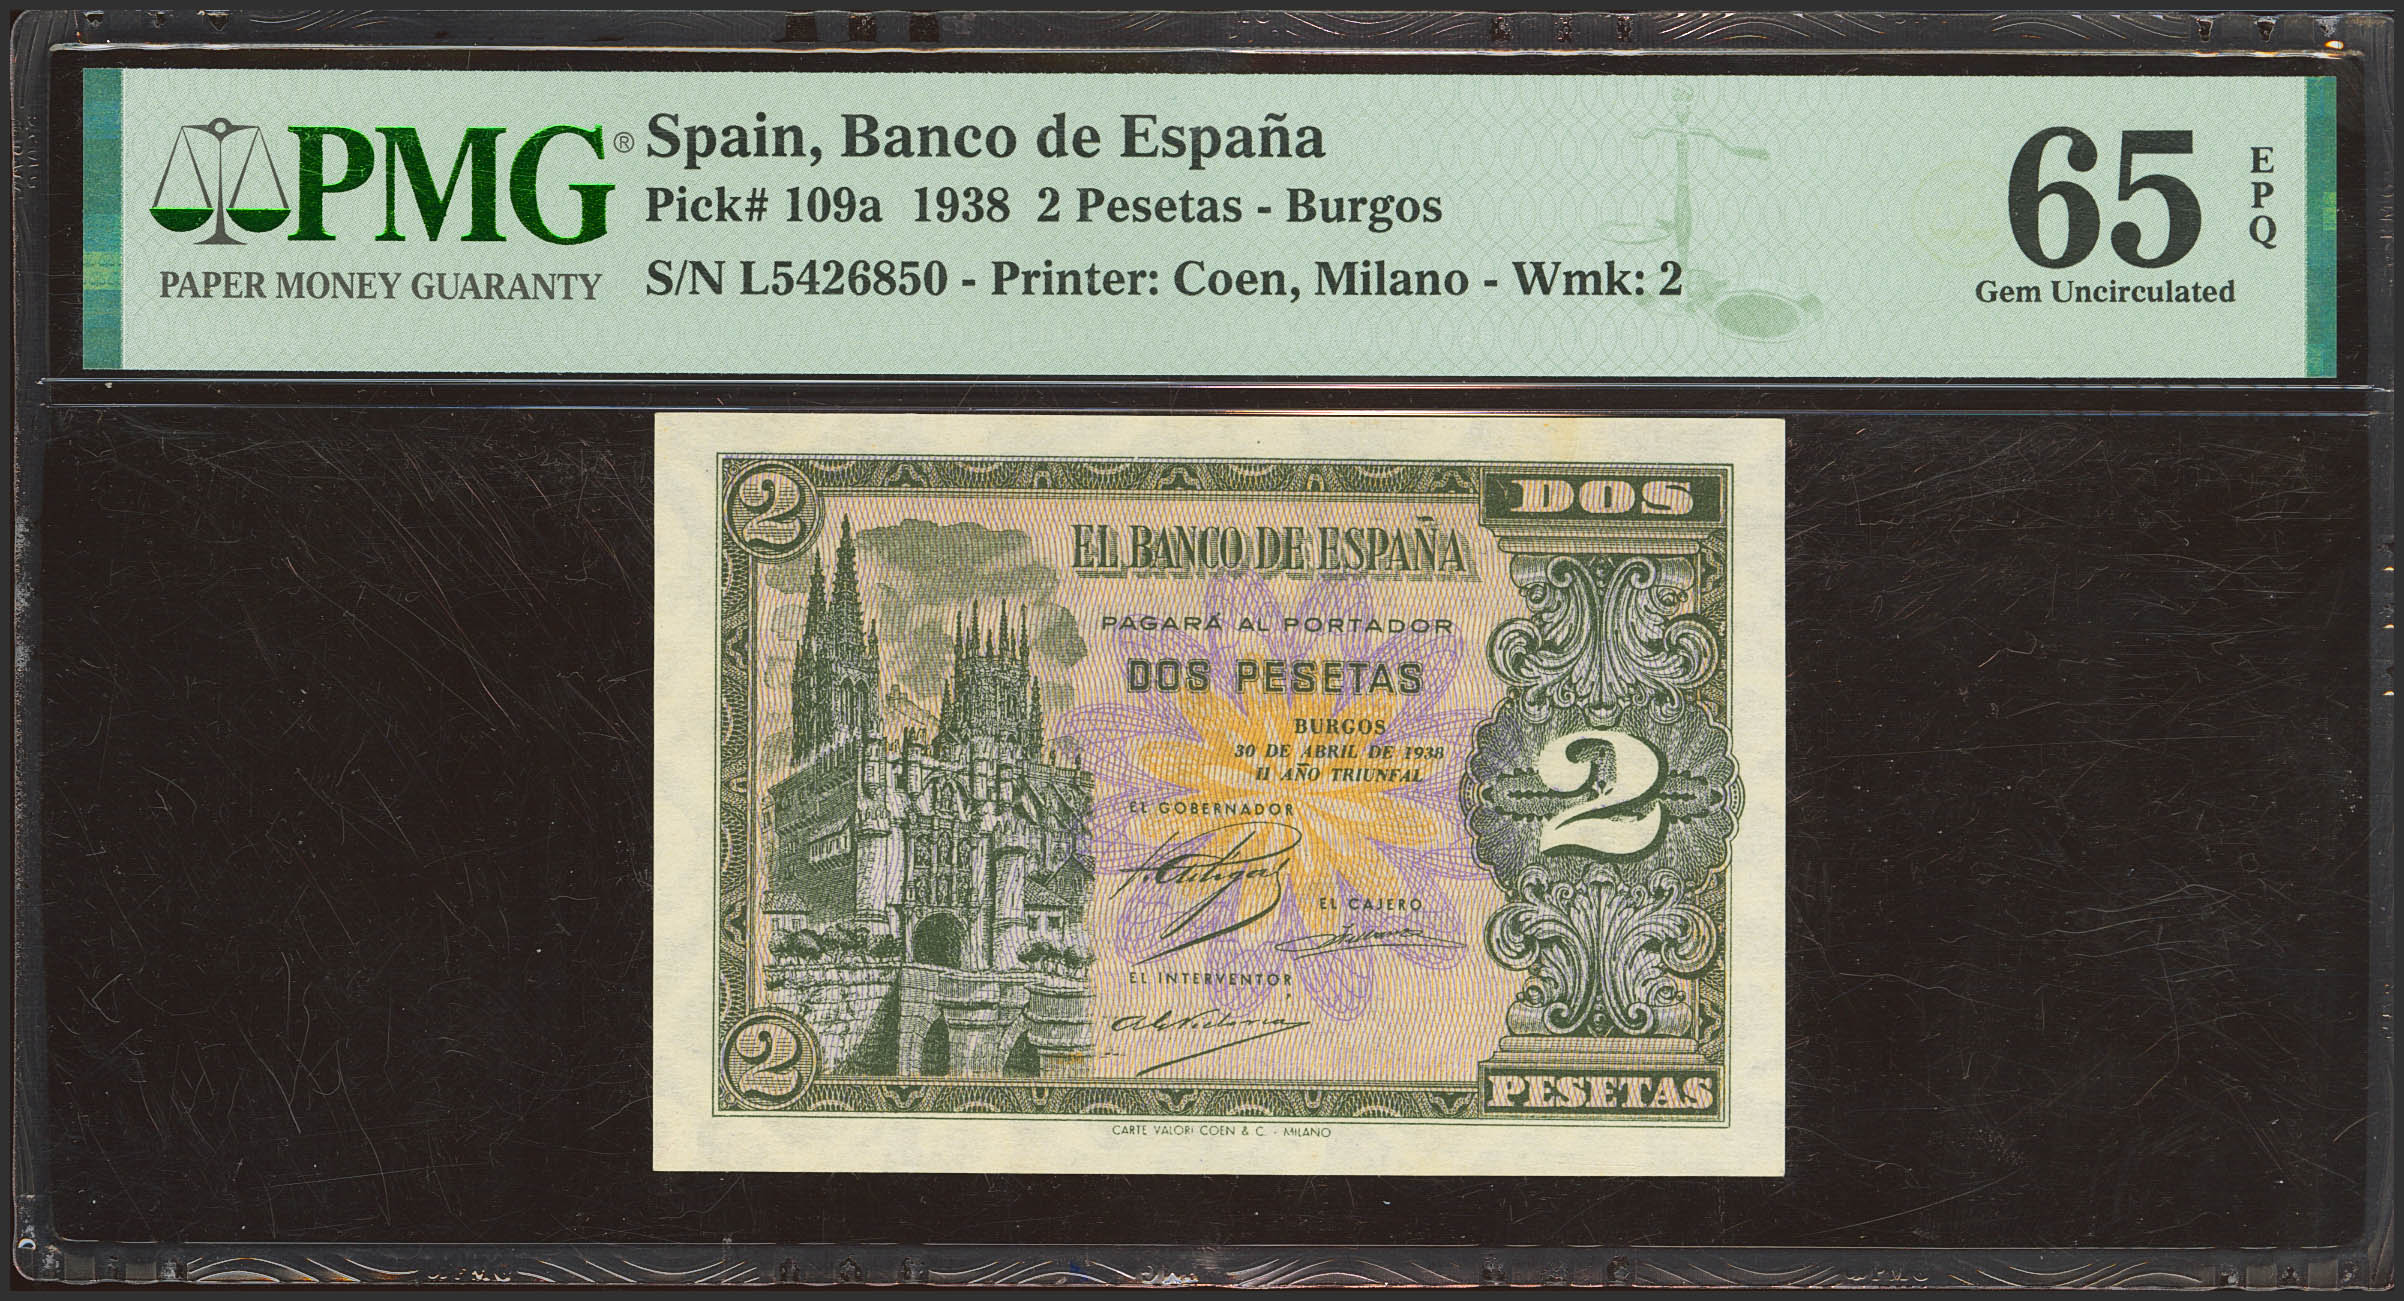 PMG®
PAPER MONEY GUARANTY
Spain, Banco de España
Pick# 109a 1938 2 Pesetas - Burgos
S/N L5426850 - Printer: Coen, Milano - Wmk: 2
65
EPQ
Gem Uncirculated
2
DOS
EL BANCO DE ESPAÑA
PAGARÁ AL PORTADOR
DOS PESETAS
BURGOS
30 DE ABRIL DE 1938
II AÑO TRIUNFAL
2
EL GOBERNADOR
EL CAJERO
EL INTERVENTOR
2
PESETAS
CARTE VALORI COEN & C. - MILANO